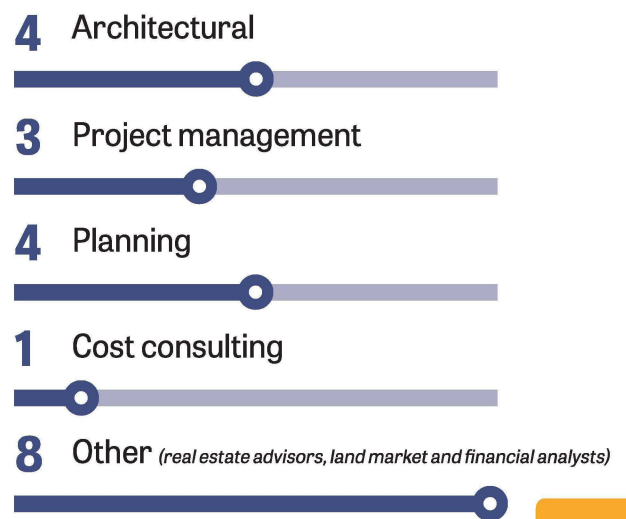 4 Architectural
3 Project management
4 Planning
1 Cost consulting
8 Other (real estate advisors, land market and financial analysts)